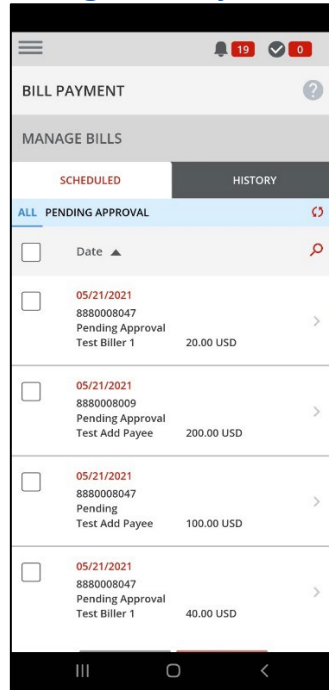 19 0
BILL PAYMENT ?
MANAGE BILLS
SCHEDULED HISTORY
ALL PENDING APPROVAL
Date ▲
05/21/2021
8880008047
Pending Approval
Test Biller 1 20.00 USD
05/21/2021
8880008009
Pending Approval
Test Add Payee 200.00 USD
05/21/2021
8880008047
Pending
Test Add Payee 100.00 USD
05/21/2021
8880008047
Pending Approval
Test Biller 1 40.00 USD